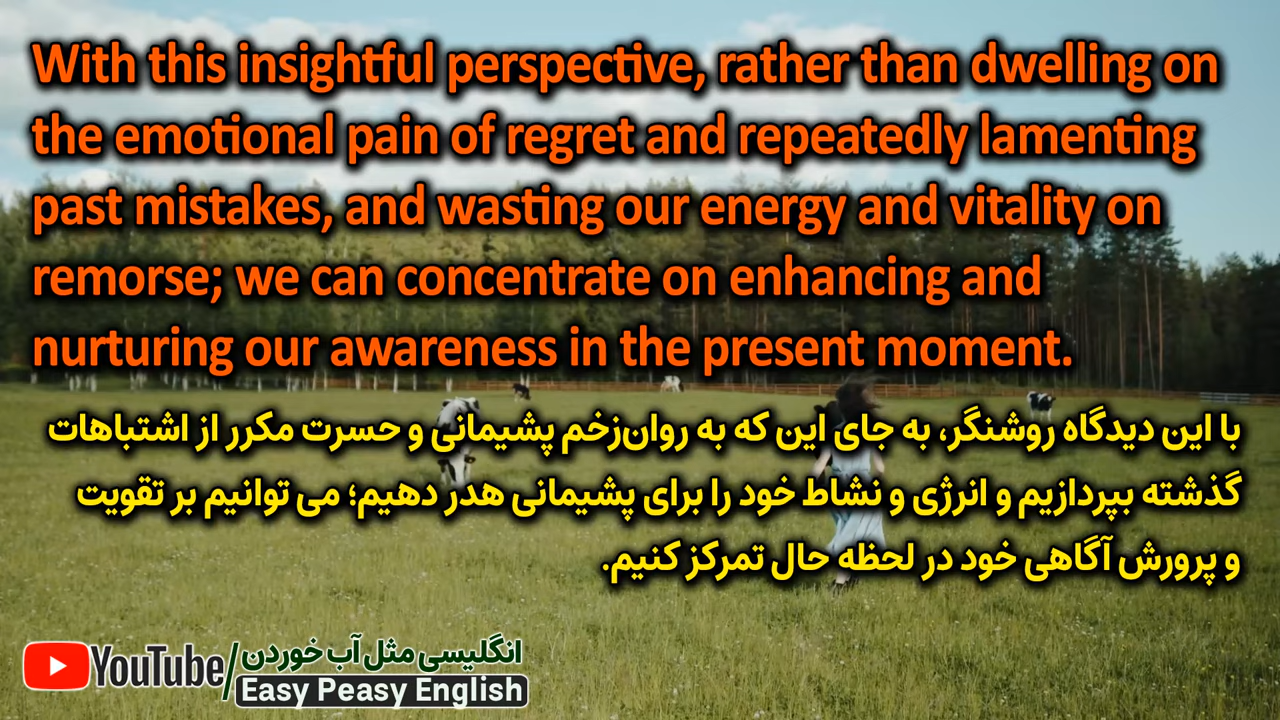 With this insightful perspective, rather than dwelling on
the emotional pain of regret and repeatedly lamenting
past mistakes, and wasting our energy and vitality on
remorse; we can concentrate on enhancing and
nurturing our awareness in the present moment.
با این دیدگاه روشنگر، به جای این که به روان‌زخم پشیمانی و حسرت مکرر از اشتباهات
گذشته بپردازیم و انرژی و نشاط خود را برای پشیمانی هدر دهیم؛ می توانیم بر تقویت
و پرورش آگاهی خود در لحظه حال تمرکز کنیم.
YouTube/انگلیسی مثل آب خوردن
Easy Peasy English